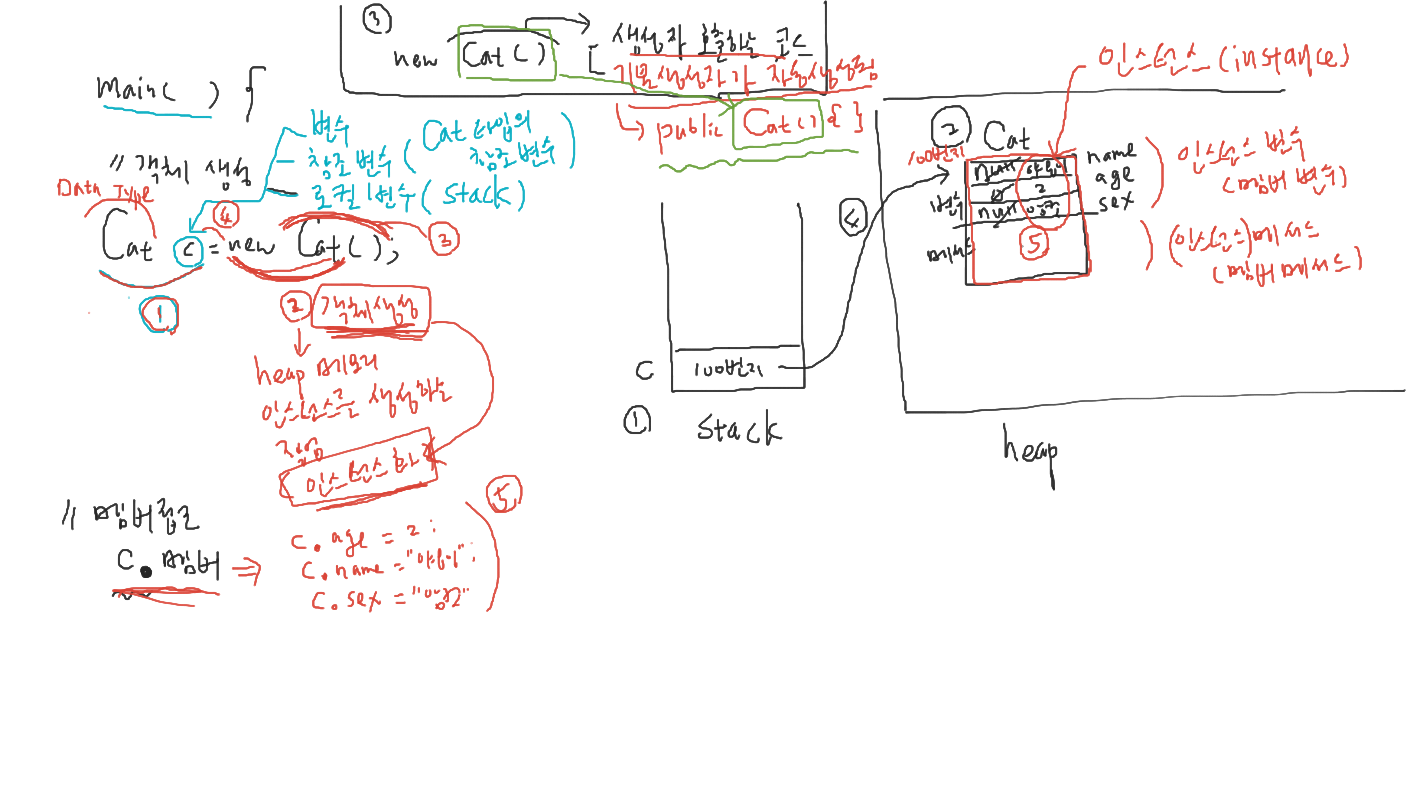 ③
new Cat() [ 생성자 호출하는 코드
기본생성자가 자동생성됨
→ public Cat() { }
main( ) {
// 객체 생성
변수
참조변수 ( Cat 타입의 참조변수 )
로컬변수 ( stack )
Data Type
④
Cat c = new Cat();
③
①
② 객체생성
heap 메모리
인스턴스를 생성하는
작업
인스턴스화
// 멤버접근
c.멤버 ⇒
c.age = 2;
c.name = "야옹이";
c.sex = "암컷"
⑤
④
C 100번지
① stack
인스턴스 (instance)
② Cat
100번지
null 야옹이 name
0 2 age
변수 null 암컷 sex
⑤
메서드
인스턴스 변수
(멤버 변수)
(인스턴스)메서드
(멤버 메서드)
heap